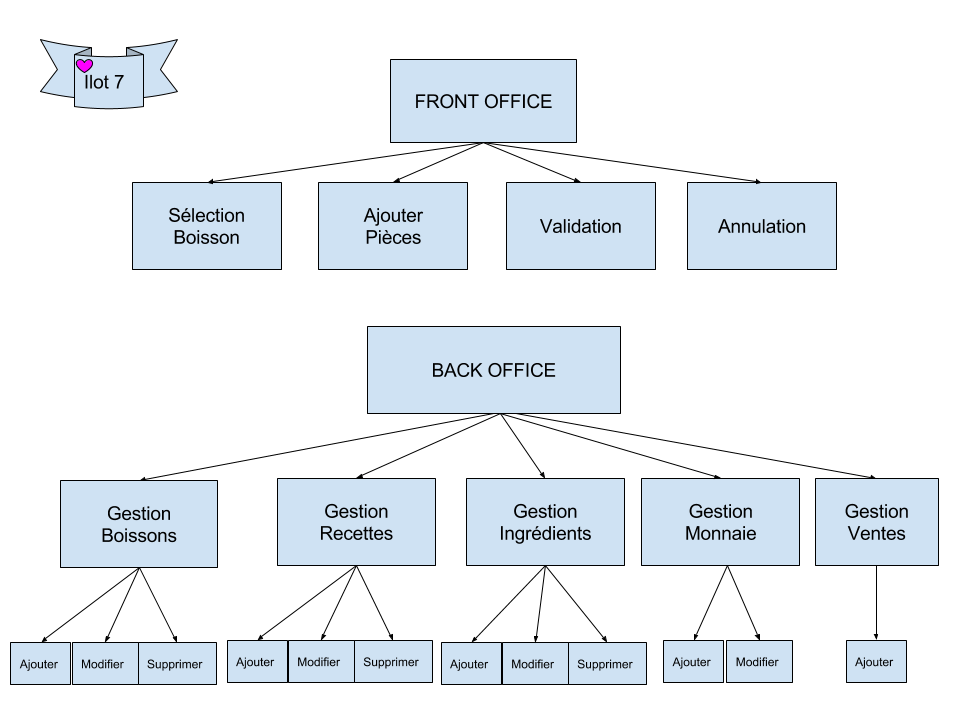 Ilot 7
FRONT OFFICE
Sélection
Boisson
Ajouter
Pièces
Validation
Annulation
BACK OFFICE
Gestion
Boissons
Gestion
Recettes
Gestion
Ingrédients
Gestion
Monnaie
Gestion
Ventes
Ajouter
Modifier
Supprimer
Ajouter
Modifier
Supprimer
Ajouter
Modifier
Supprimer
Ajouter
Modifier
Ajouter